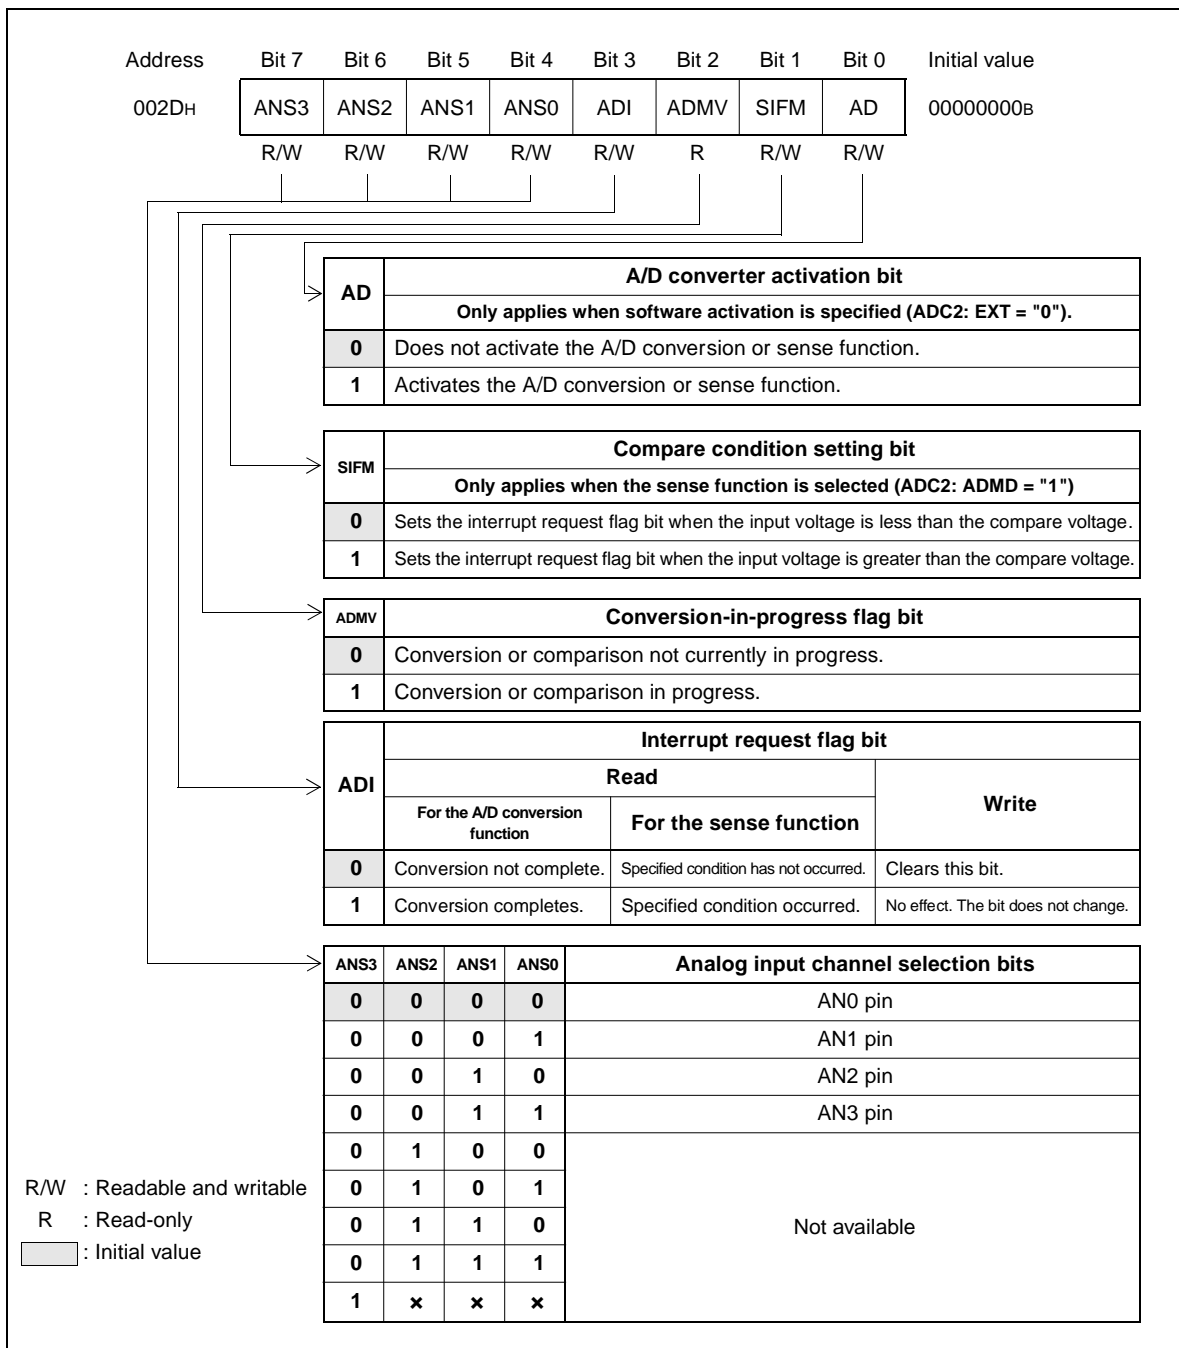 Address Bit 7 Bit 6 Bit 5 Bit 4 Bit 3 Bit 2 Bit 1 Bit 0 Initial value
002DH ANS3 ANS2 ANS1 ANS0 ADI ADMV SIFM AD 00000000B
R/W R/W R/W R/W R/W R R/W R/W
AD A/D converter activation bit
Only applies when software activation is specified (ADC2: EXT = "0").
0 Does not activate the A/D conversion or sense function.
1 Activates the A/D conversion or sense function.
SIFM Compare condition setting bit
Only applies when the sense function is selected (ADC2: ADMD = "1")
0 Sets the interrupt request flag bit when the input voltage is less than the compare voltage.
1 Sets the interrupt request flag bit when the input voltage is greater than the compare voltage.
ADMV Conversion-in-progress flag bit
0 Conversion or comparison not currently in progress.
1 Conversion or comparison in progress.
ADI Interrupt request flag bit
Read Write
For the A/D conversion function For the sense function
0 Conversion not complete. Specified condition has not occurred. Clears this bit.
1 Conversion completes. Specified condition occurred. No effect. The bit does not change.
ANS3 ANS2 ANS1 ANS0 Analog input channel selection bits
0 0 0 0 AN0 pin
0 0 0 1 AN1 pin
0 0 1 0 AN2 pin
0 0 1 1 AN3 pin
0 1 0 0 Not available
0 1 0 1
0 1 1 0
0 1 1 1
1 × × ×
R/W : Readable and writable
R : Read-only
: Initial value